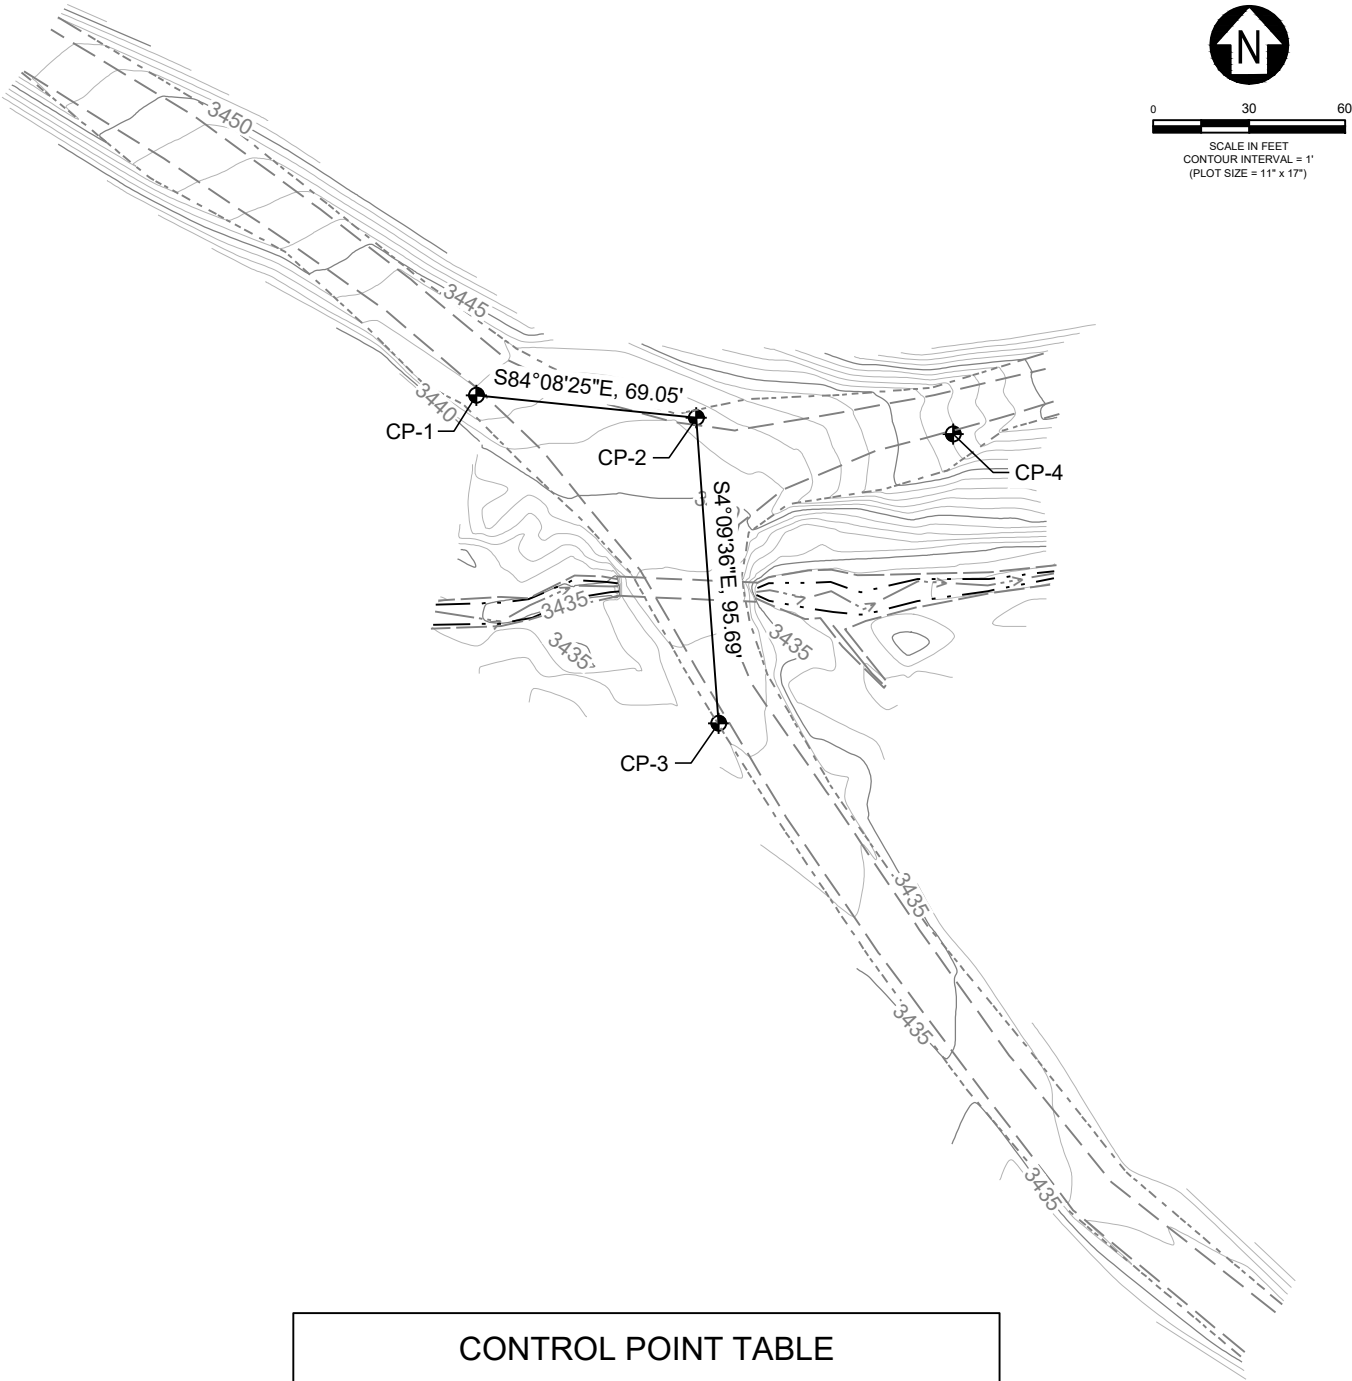 N
0 30 60
SCALE IN FEET
CONTOUR INTERVAL = 1'
(PLOT SIZE = 11" x 17")
3450
3445
3440
S84°08'25"E, 69.05'
CP-1
CP-2
CP-4
S4°09'36"E, 95.69'
3435
3435
3435
CP-3
3435
3435
3435
CONTROL POINT TABLE